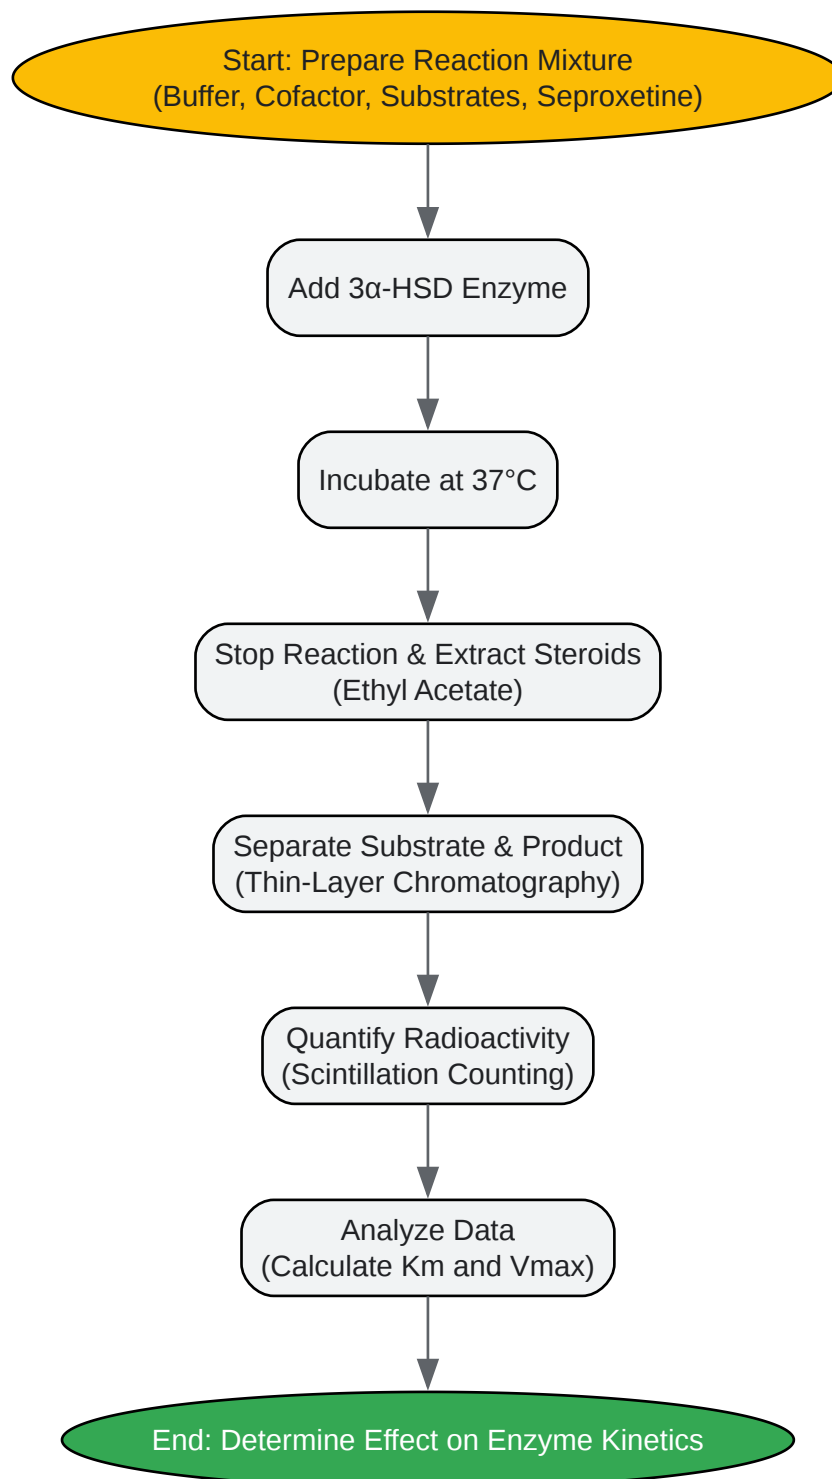 Start: Prepare Reaction Mixture
(Buffer, Cofactor, Substrates, Seproxetine)
Add 3α-HSD Enzyme
Incubate at 37°C
Stop Reaction & Extract Steroids
(Ethyl Acetate)
Separate Substrate & Product
(Thin-Layer Chromatography)
Quantify Radioactivity
(Scintillation Counting)
Analyze Data
(Calculate Km and Vmax)
End: Determine Effect on Enzyme Kinetics